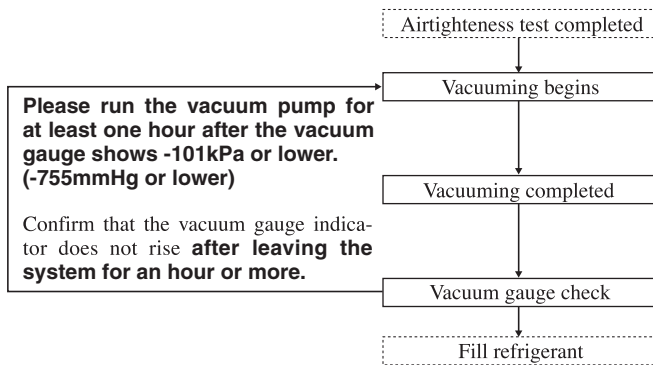 Airtighteness test completed
Vacuuming begins
Please run the vacuum pump for
at least one hour after the vacuum
gauge shows -101kPa or lower.
(-755mmHg or lower)
Vacuuming completed
Confirm that the vacuum gauge indica-
tor does not rise after leaving the
system for an hour or more.
Vacuum gauge check
Fill refrigerant